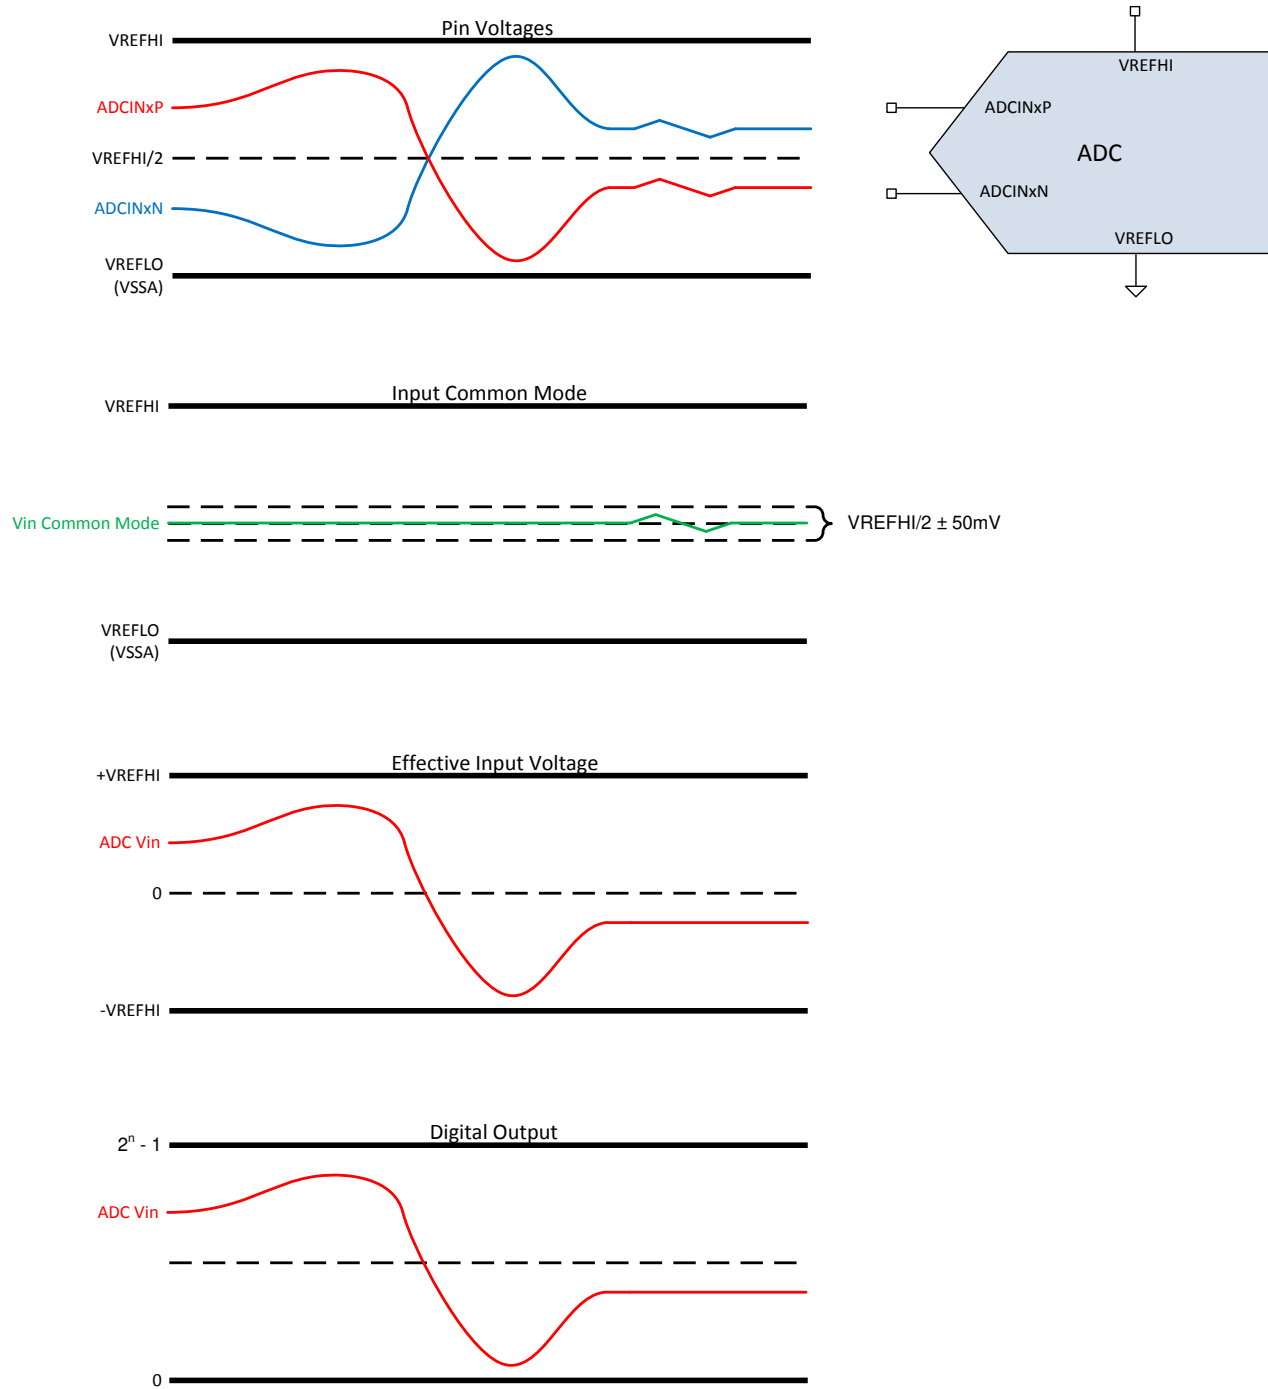 Pin Voltages
VREFHI
ADCINxP
VREFHI/2
ADCINxN
VREFLO
(VSSA)
VREFHI
ADCINxP
ADC
ADCINxN
VREFLO
Input Common Mode
VREFHI
Vin Common Mode
VREFHI/2 ± 50mV
VREFLO
(VSSA)
Effective Input Voltage
+VREFHI
ADC Vin
0
-VREFHI
Digital Output
2ⁿ - 1
ADC Vin
0